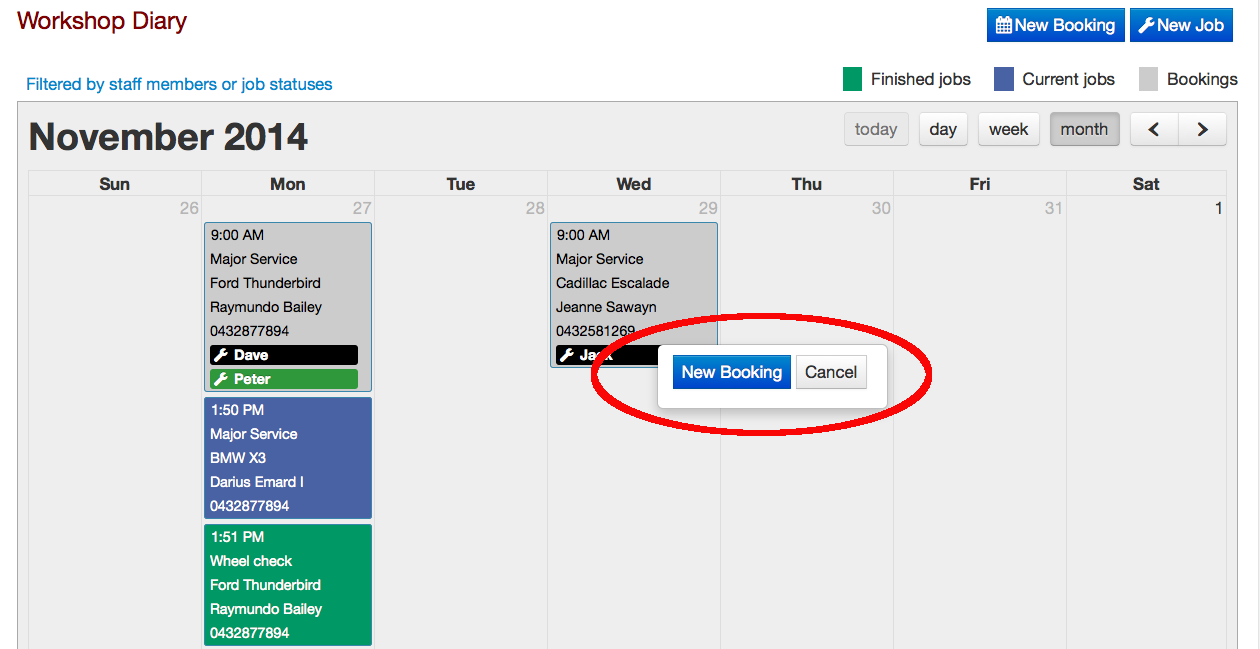 Workshop Diary
New Booking
New Job
Filtered by staff members or job statuses
Finished jobs
Current jobs
Bookings
November 2014
today
day
week
month
Sun Mon Tue Wed Thu Fri Sat
26 27 28 29 30 31 1
9:00 AM
Major Service
Ford Thunderbird
Raymundo Bailey
0432877894
Dave
Peter
1:50 PM
Major Service
BMW X3
Darius Emard I
0432877894
1:51 PM
Wheel check
Ford Thunderbird
Raymundo Bailey
0432877894
9:00 AM
Major Service
Cadillac Escalade
Jeanne Sawayn
0432581269
Jack
New Booking
Cancel